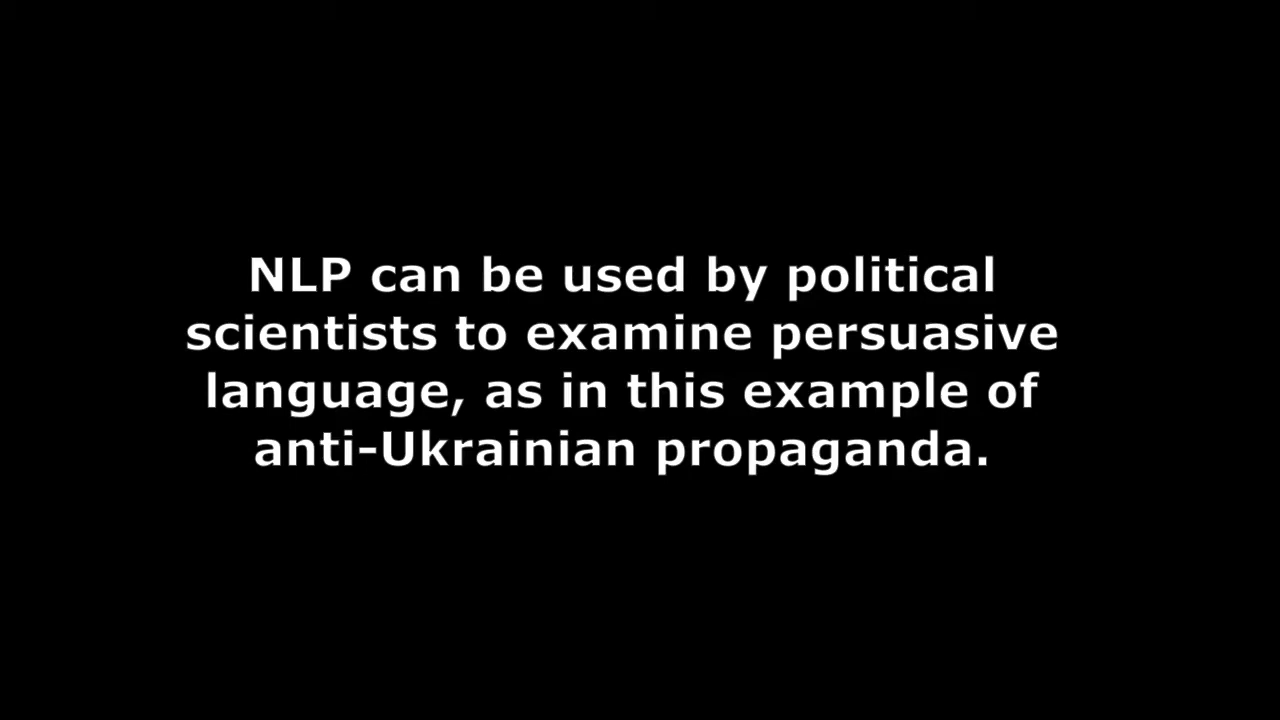 NLP can be used by political
scientists to examine persuasive
language, as in this example of
anti-Ukrainian propaganda.